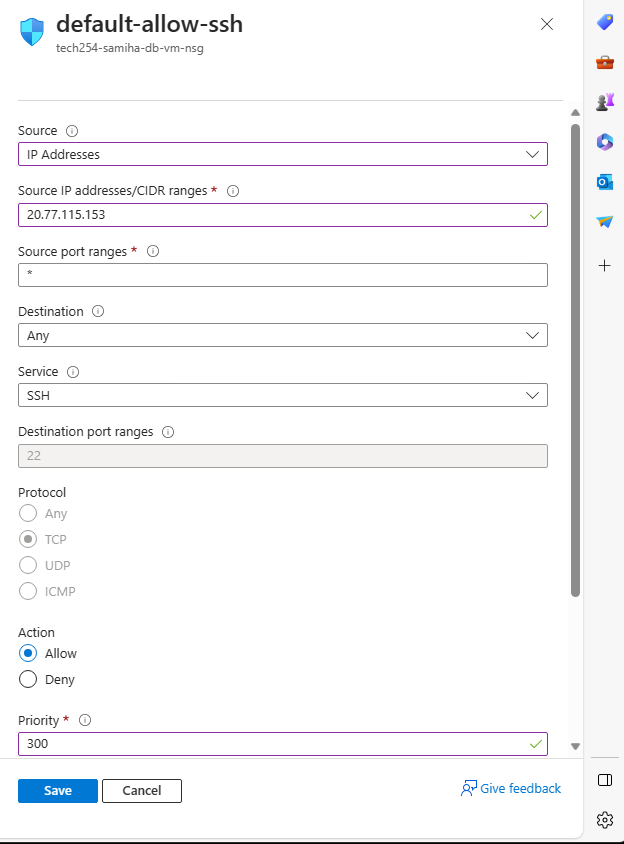 default-allow-ssh
tech254-samiha-db-vm-nsg
Source
IP Addresses
Source IP addresses/CIDR ranges *
20.77.115.153
Source port ranges *
*
Destination
Any
Service
SSH
Destination port ranges
22
Protocol
Any
TCP
UDP
ICMP
Action
Allow
Deny
Priority *
300
Save
Cancel
Give feedback